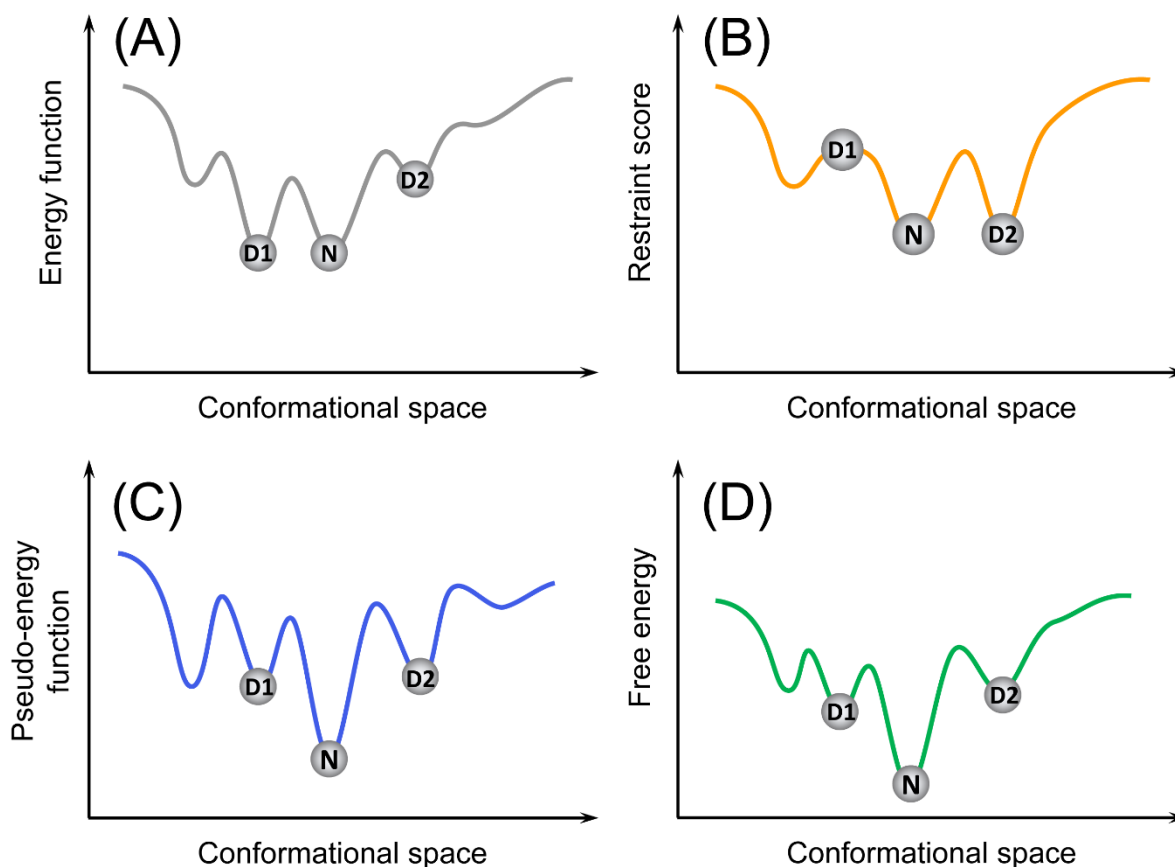 (A)
Energy function
D1
N
D2
Conformational space
(B)
Restraint score
D1
N
D2
Conformational space
(C)
Pseudo-energy
function
D1
N
D2
Conformational space
(D)
Free energy
D1
N
D2
Conformational space